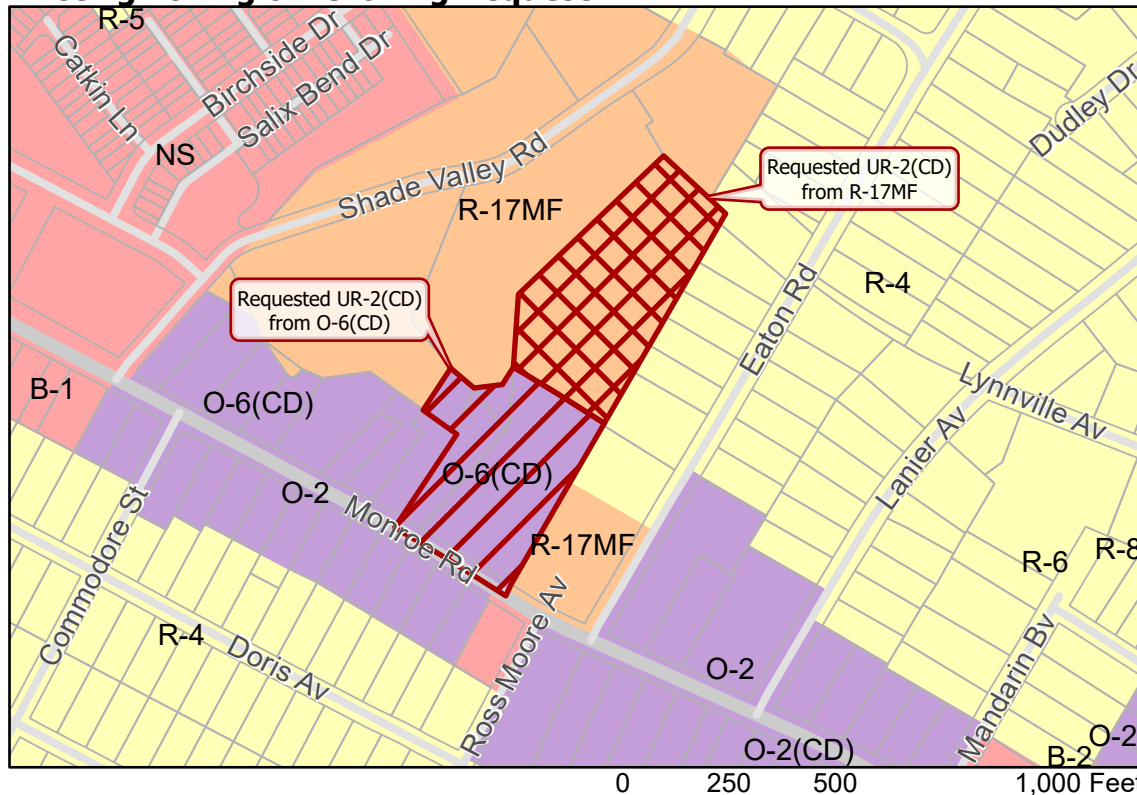 R-5
Catkin Ln
Birchside Dr
Salix Bend Dr
NS
Shade Valley Rd
R-17MF
Requested UR-2(CD)
from R-17MF
Dudley Dr
R-4
Requested UR-2(CD)
from O-6(CD)
Eaton Rd
B-1
O-6(CD)
Lynnville Av
Lanier Av
O-6(CD)
O-2
Monroe Rd
R-17MF
R-6
R-8
Commodore St
R-4
Doris Av
Ross Moore Av
O-2
Mandarin Bv
O-2(CD)
B-2
O-2
0 250 500 1,000 Feet